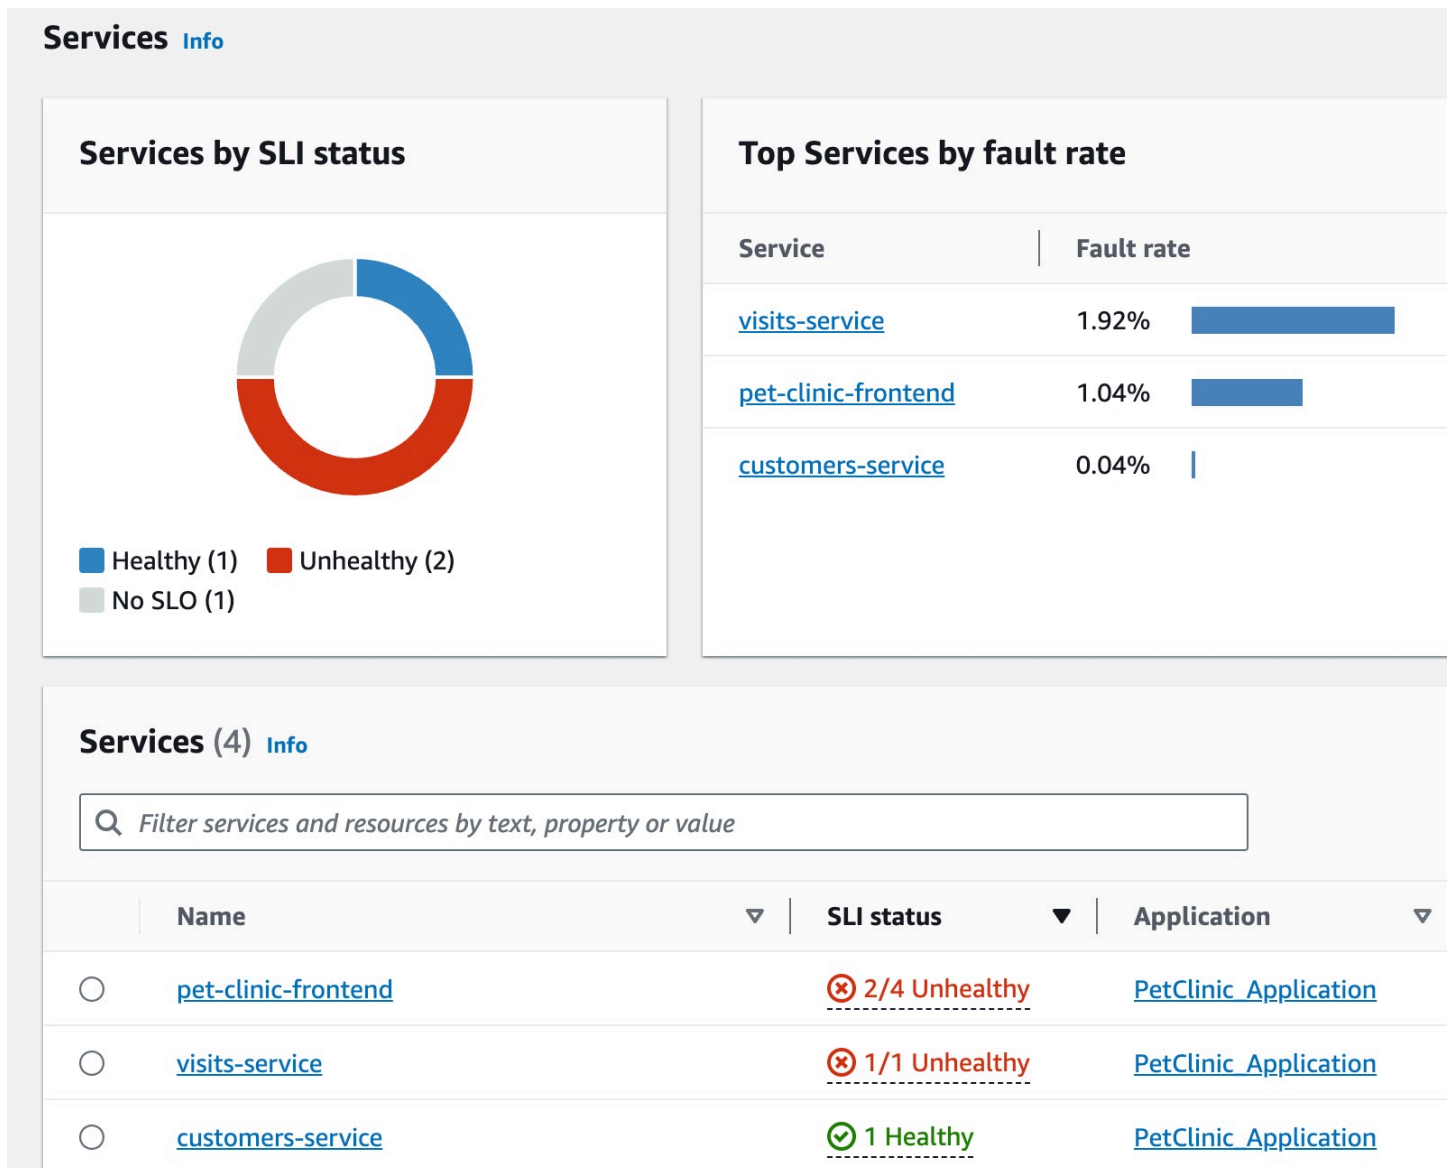 Services Info
Services by SLI status
Healthy (1) Unhealthy (2)
No SLO (1)
Top Services by fault rate
Service Fault rate
visits-service 1.92%
pet-clinic-frontend 1.04%
customers-service 0.04%
Services (4) Info
Filter services and resources by text, property or value
Name SLI status Application
pet-clinic-frontend 2/4 Unhealthy PetClinic_Application
visits-service 1/1 Unhealthy PetClinic_Application
customers-service 1 Healthy PetClinic_Application